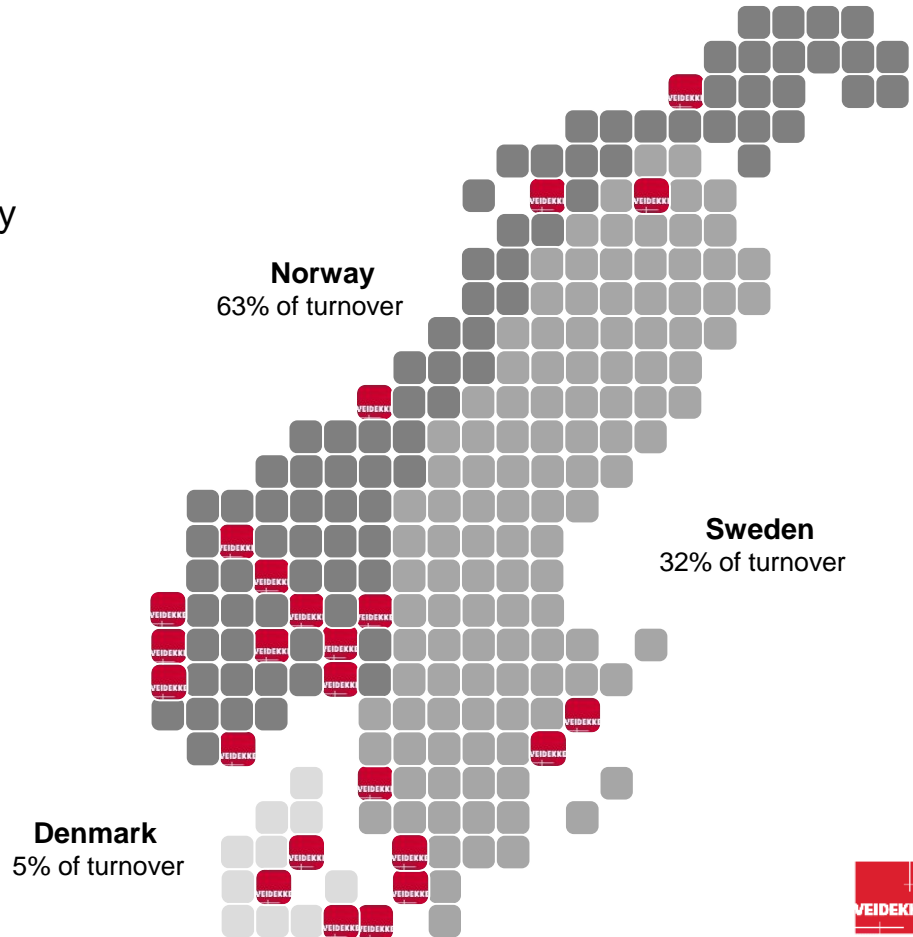 y
Norway
63% of turnover
Sweden
32% of turnover
Denmark
5% of turnover